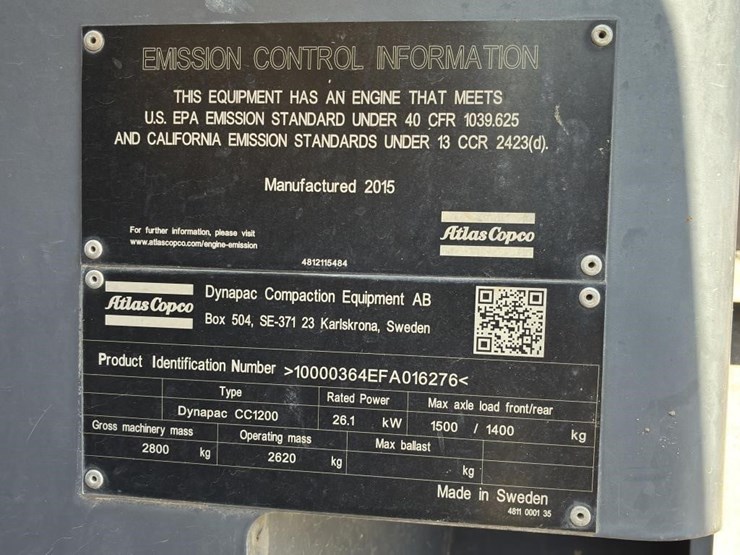 EMISSION CONTROL INFORMATION
THIS EQUIPMENT HAS AN ENGINE THAT MEETS
U.S. EPA EMISSION STANDARD UNDER 40 CFR 1039.625
AND CALIFORNIA EMISSION STANDARDS UNDER 13 CCR 2423(d).
Manufactured 2015
For further information, please visit
www.atlascopco.com/engine-emission
Atlas Copco
4812115484
Atlas Copco
Dynapac Compaction Equipment AB
Box 504, SE-371 23 Karlskrona, Sweden
Product Identification Number >10000364EFA016276<
Type Rated Power Max axle load front/rear
Dynapac CC1200 26.1 kW 1500 / 1400 kg
Gross machinery mass Operating mass Max ballast
2800 kg 2620 kg kg
Made in Sweden
4811 0001 35